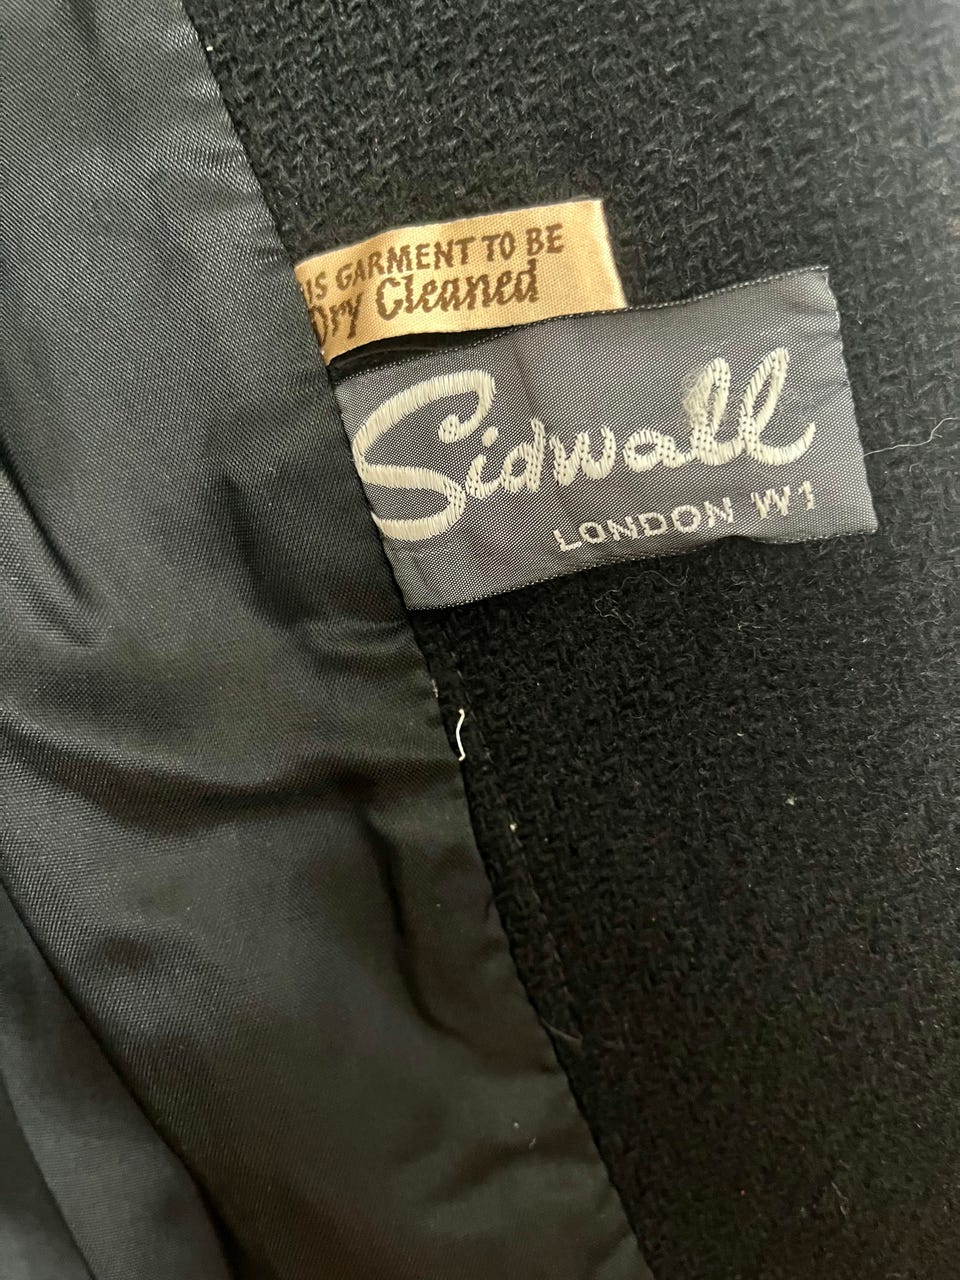 IS GARMENT TO BE
Dry Cleaned
Sidwall
LONDON W1